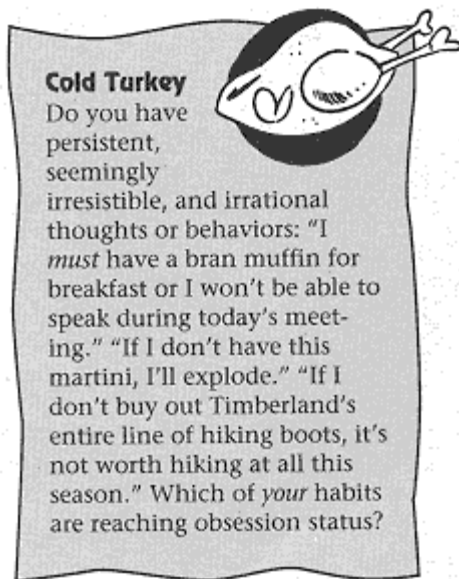 Cold Turkey
Do you have
persistent,
seemingly
irresistible, and irrational
thoughts or behaviors: "I
must have a bran muffin for
breakfast or I won't be able to
speak during today's meet-
ing." "If I don't have this
martini, I'll explode." "If I
don't buy out Timberland's
entire line of hiking boots, it's
not worth hiking at all this
season." Which of your habits
are reaching obsession status?